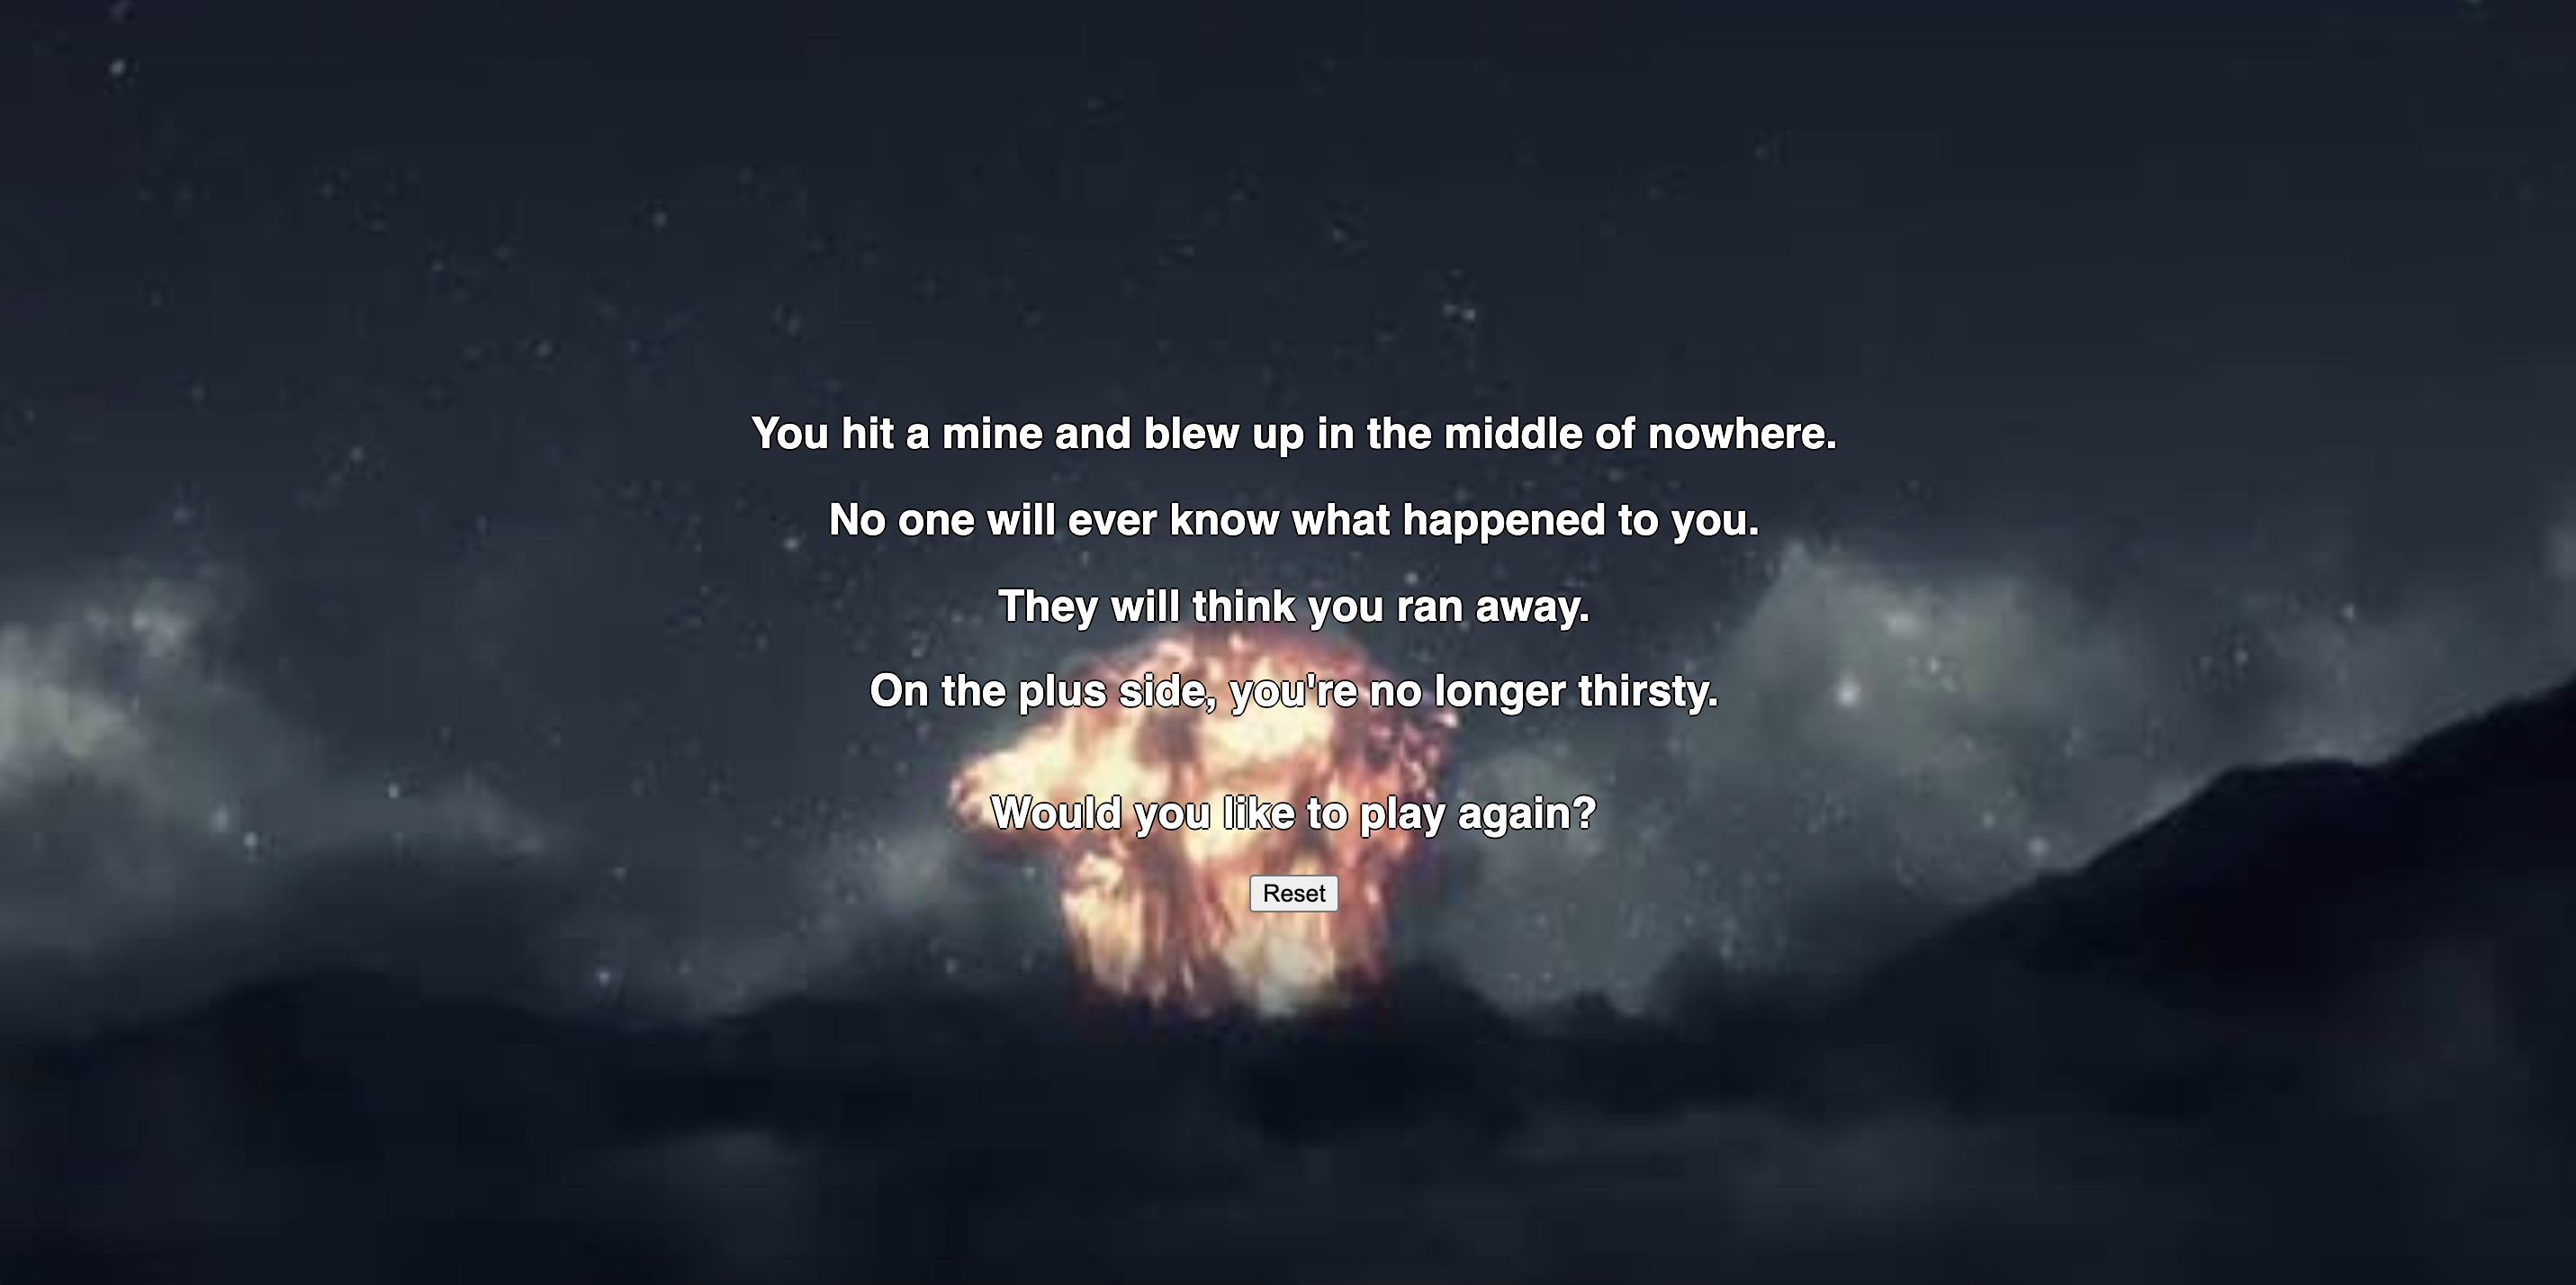 You hit a mine and blew up in the middle of nowhere.
No one will ever know what happened to you.
They will think you ran away.
On the plus side, you're no longer thirsty.
Would you like to play again?
Reset